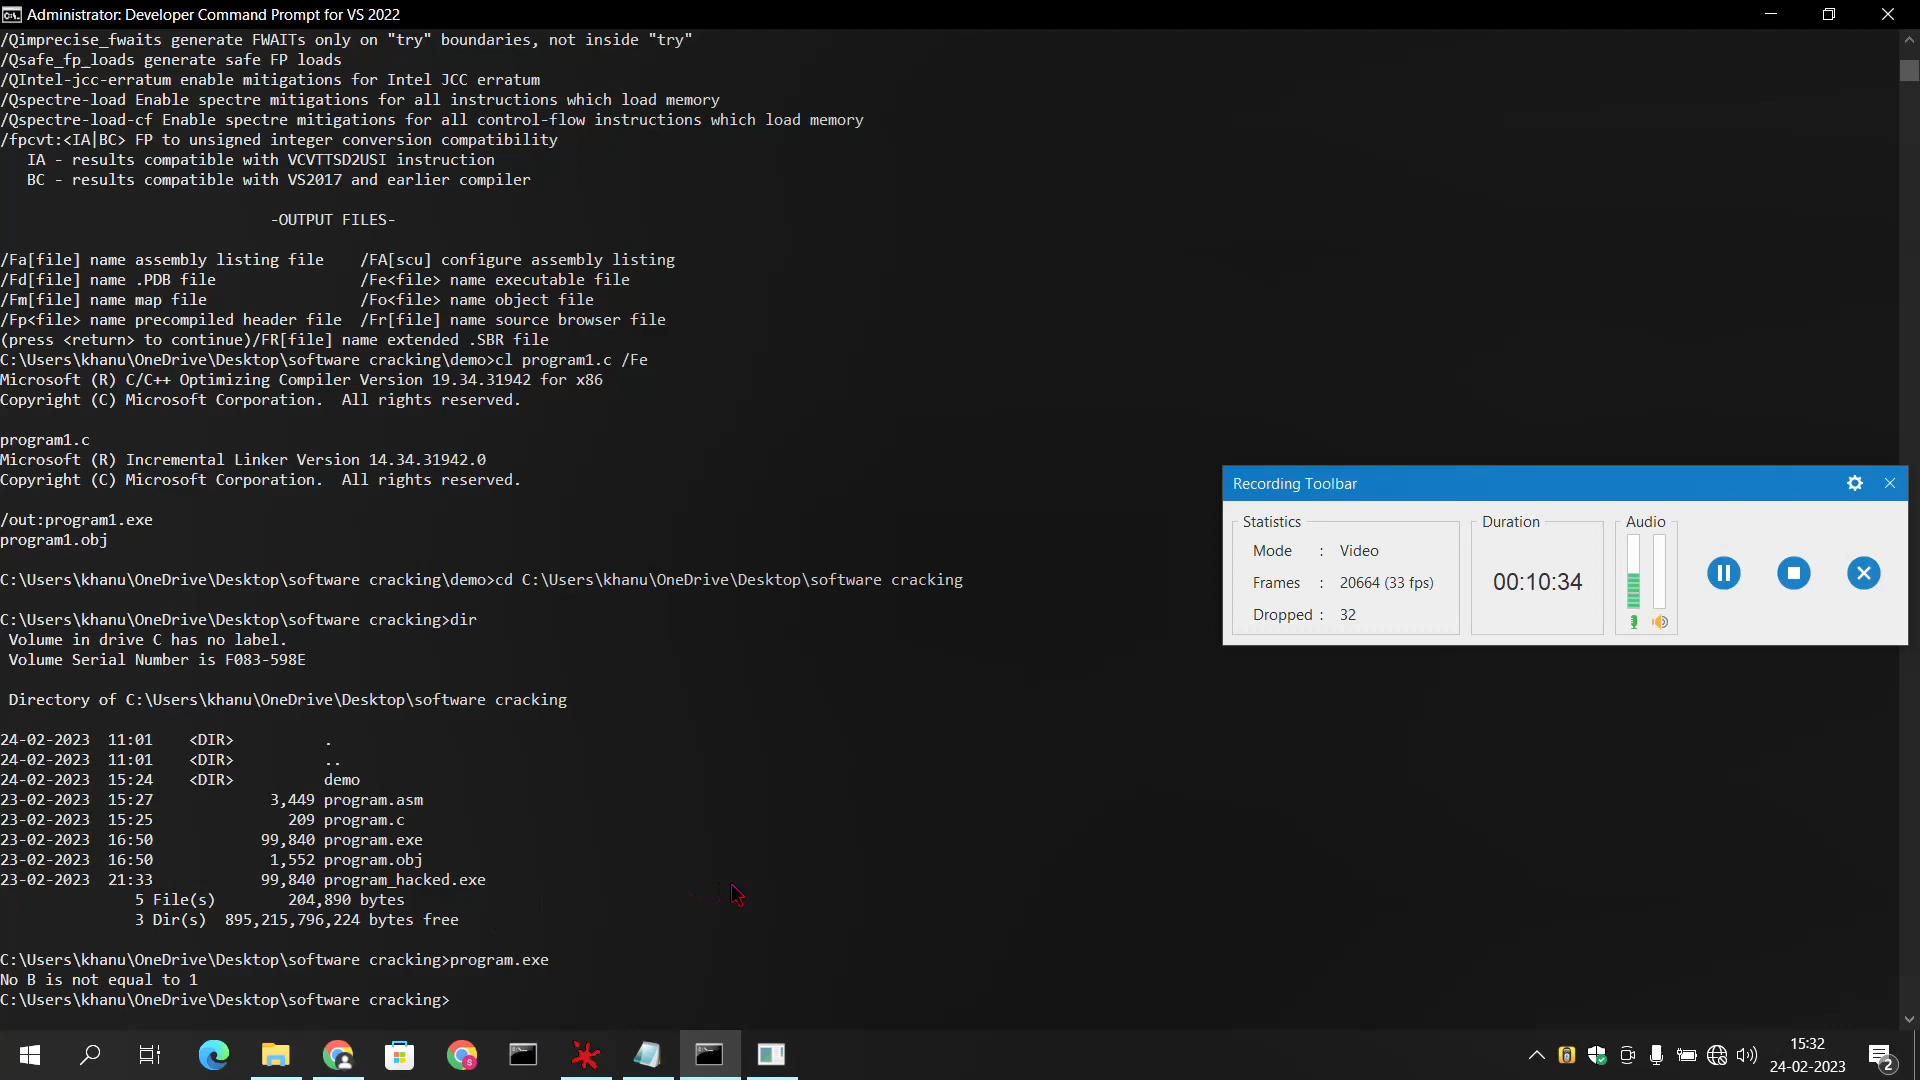 Administrator: Developer Command Prompt for VS 2022
/Qimprecise_fwaits generate FWAITs only on "try" boundaries, not inside "try"
/Qsafe_fp_loads generate safe FP loads
/QIntel-jcc-erratum enable mitigations for Intel JCC erratum
/Qspectre-load Enable spectre mitigations for all instructions which load memory
/Qspectre-load-cf Enable spectre mitigations for all control-flow instructions which load memory
/fpcvt:<IA|BC> FP to unsigned integer conversion compatibility
   IA - results compatible with VCVTTSD2USI instruction
   BC - results compatible with VS2017 and earlier compiler
-OUTPUT FILES-
/Fa[file] name assembly listing file    /FA[scu] configure assembly listing
/Fd[file] name .PDB file                /Fe<file> name executable file
/Fm[file] name map file                 /Fo<file> name object file
/Fp<file> name precompiled header file  /Fr[file] name source browser file
(press <return> to continue)/FR[file] name extended .SBR file
C:\Users\khanu\OneDrive\Desktop\software cracking\demo>cl program1.c /Fe
Microsoft (R) C/C++ Optimizing Compiler Version 19.34.31942 for x86
Copyright (C) Microsoft Corporation.  All rights reserved.
program1.c
Microsoft (R) Incremental Linker Version 14.34.31942.0
Copyright (C) Microsoft Corporation.  All rights reserved.
/out:program1.exe
program1.obj
C:\Users\khanu\OneDrive\Desktop\software cracking\demo>cd C:\Users\khanu\OneDrive\Desktop\software cracking
C:\Users\khanu\OneDrive\Desktop\software cracking>dir
 Volume in drive C has no label.
 Volume Serial Number is F083-598E
 Directory of C:\Users\khanu\OneDrive\Desktop\software cracking
24-02-2023  11:01    <DIR>          .
24-02-2023  11:01    <DIR>          ..
24-02-2023  15:24    <DIR>          demo
23-02-2023  15:27             3,449 program.asm
23-02-2023  15:25               209 program.c
23-02-2023  16:50            99,840 program.exe
23-02-2023  16:50             1,552 program.obj
23-02-2023  21:33            99,840 program_hacked.exe
               5 File(s)        204,890 bytes
               3 Dir(s)  895,215,796,224 bytes free
C:\Users\khanu\OneDrive\Desktop\software cracking>program.exe
No B is not equal to 1
C:\Users\khanu\OneDrive\Desktop\software cracking>
Recording Toolbar
Statistics
Mode : Video
Frames : 20664 (33 fps)
Dropped : 32
Duration
00:10:34
Audio
15:32
24-02-2023
2